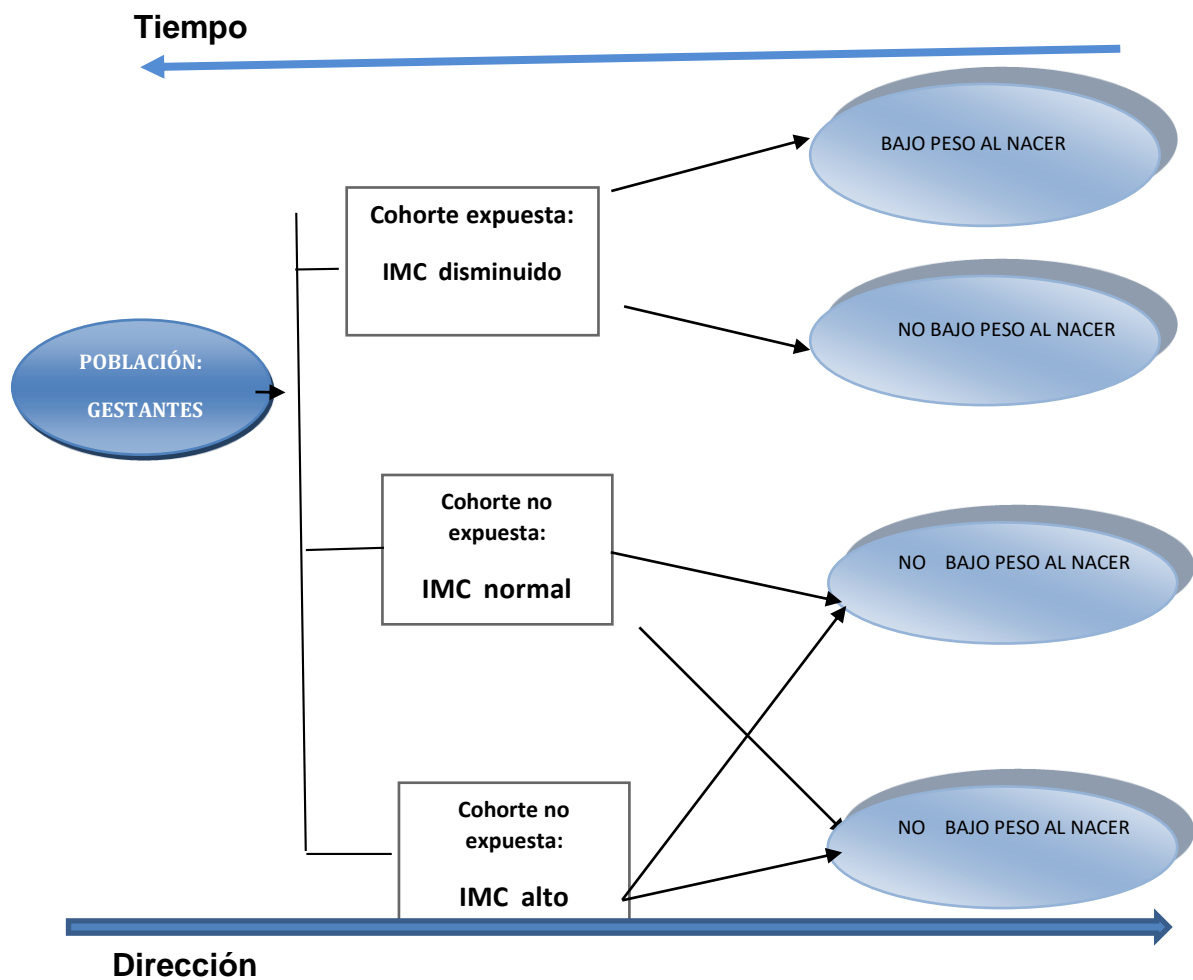 Tiempo
BAJO PESO AL NACER
Cohorte expuesta:
IMC disminuido
NO BAJO PESO AL NACER
POBLACIÓN:
GESTANTES
Cohorte no
expuesta:
IMC normal
NO BAJO PESO AL NACER
Cohorte no
expuesta:
IMC alto
NO BAJO PESO AL NACER
Dirección